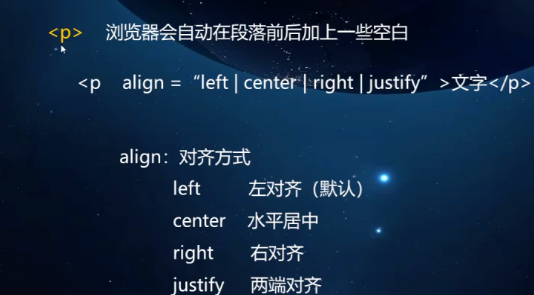 <p> 浏览器会自动在段落前后加上一些空白
<p align =“left | center | right | justify”>文字</p>
align：对齐方式
left 左对齐（默认）
center 水平居中
right 右对齐
justify 两端对齐